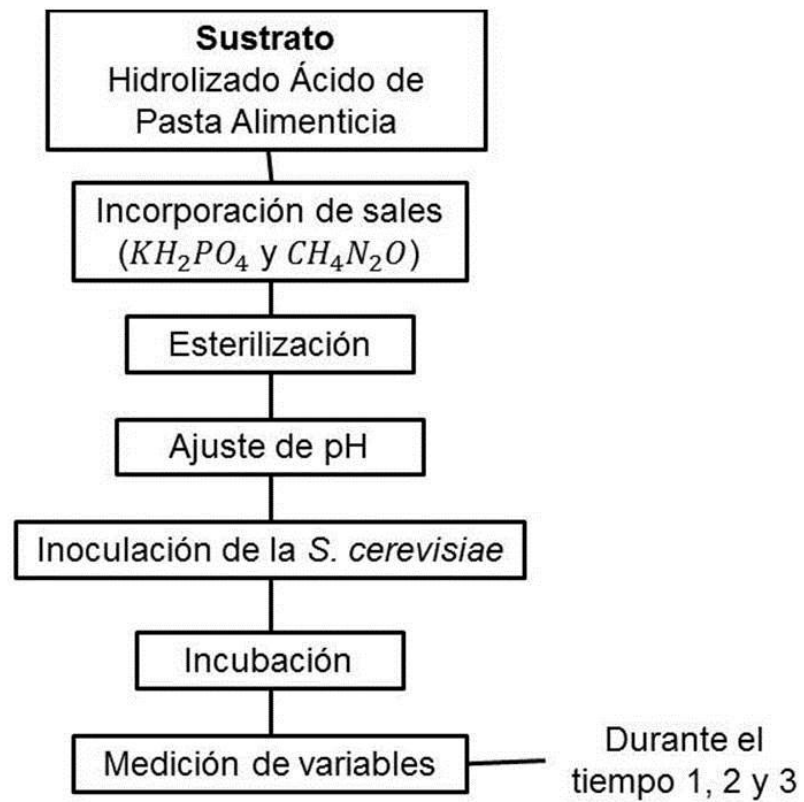 Sustrato
Hidrolizado Ácido de
Pasta Alimenticia
Incorporación de sales
(KH₂PO₄ y CH₄N₂O)
Esterilización
Ajuste de pH
Inoculación de la S. cerevisiae
Incubación
Medición de variables
Durante el
tiempo 1, 2 y 3